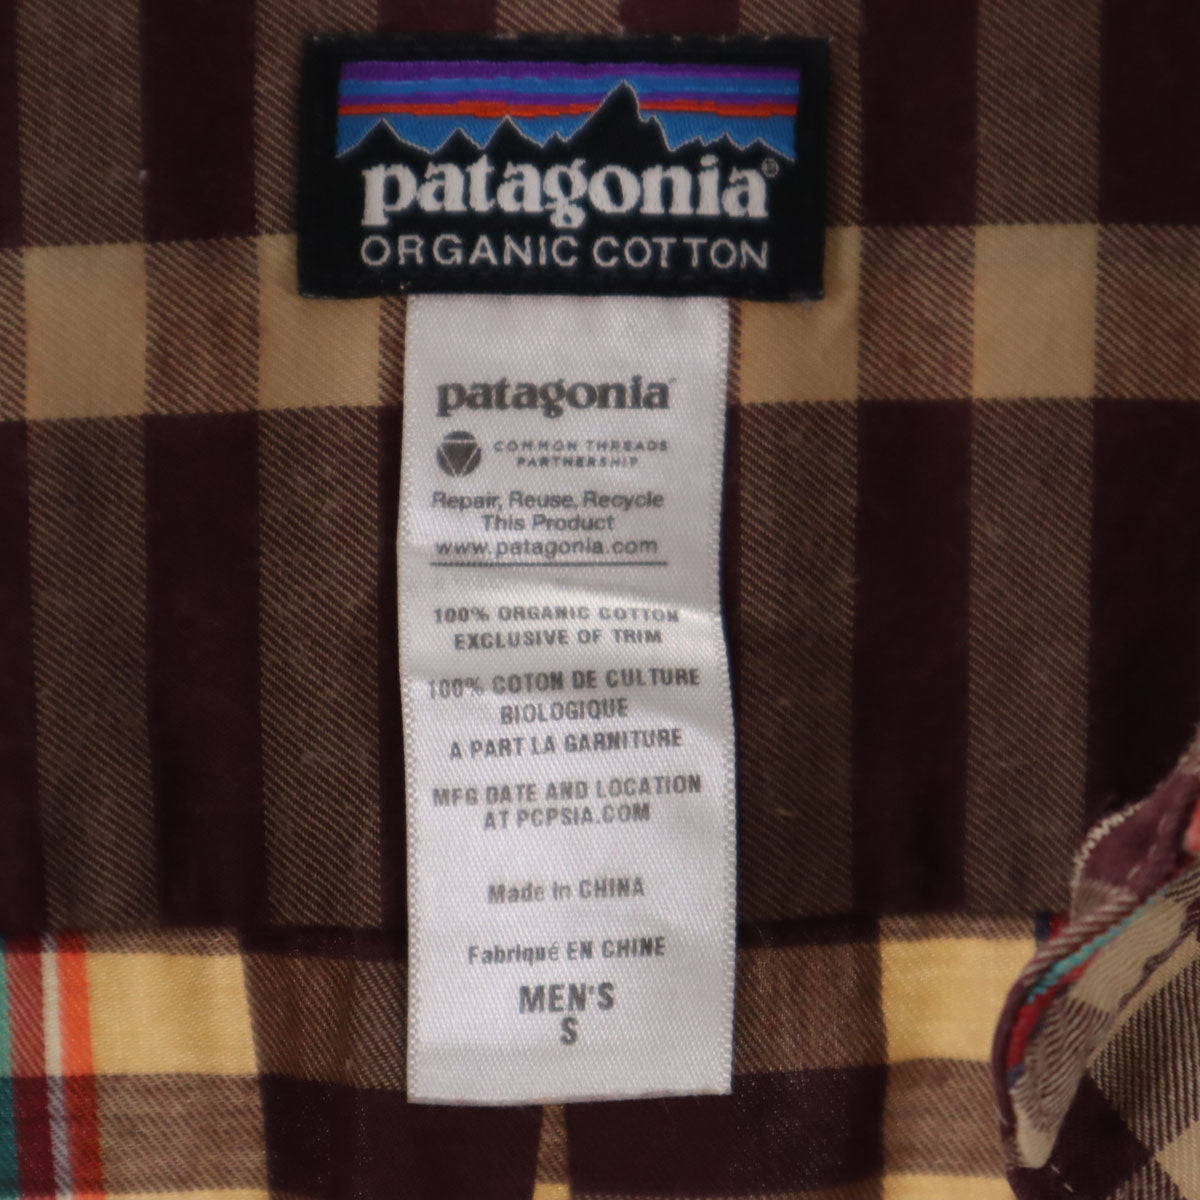 patagonia®
ORGANIC COTTON
patagonia
COMMON THREADS
PARTNERSHIP
Repair, Reuse, Recycle
This Product
www.patagonia.com
100% ORGANIC COTTON
EXCLUSIVE OF TRIM
100% COTON DE CULTURE
BIOLOGIQUE
A PART LA GARNITURE
MFG DATE AND LOCATION
AT PCPSIA.COM
Made in CHINA
Fabriqué EN CHINE
MEN'S
S